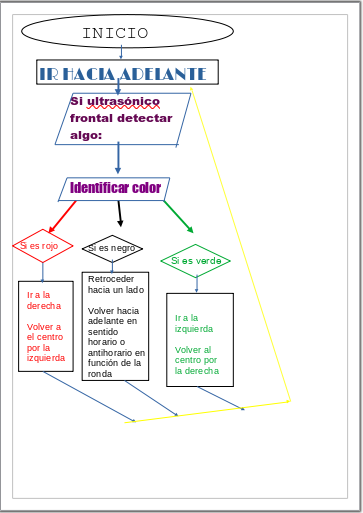 INICIO
IR HACIA ADELANTE
Si ultrasónico
frontal detectar
algo:
Identificar color
Si es rojo
Si es negro
Si es verde
Ir a la
derecha
Volver a
el centro
por la
izquierda
Retroceder
hacia un lado
Volver hacia
adelante en
sentido
horario o
antihorario en
función de la
ronda
Ir a la
izquierda
Volver al
centro por
la derecha